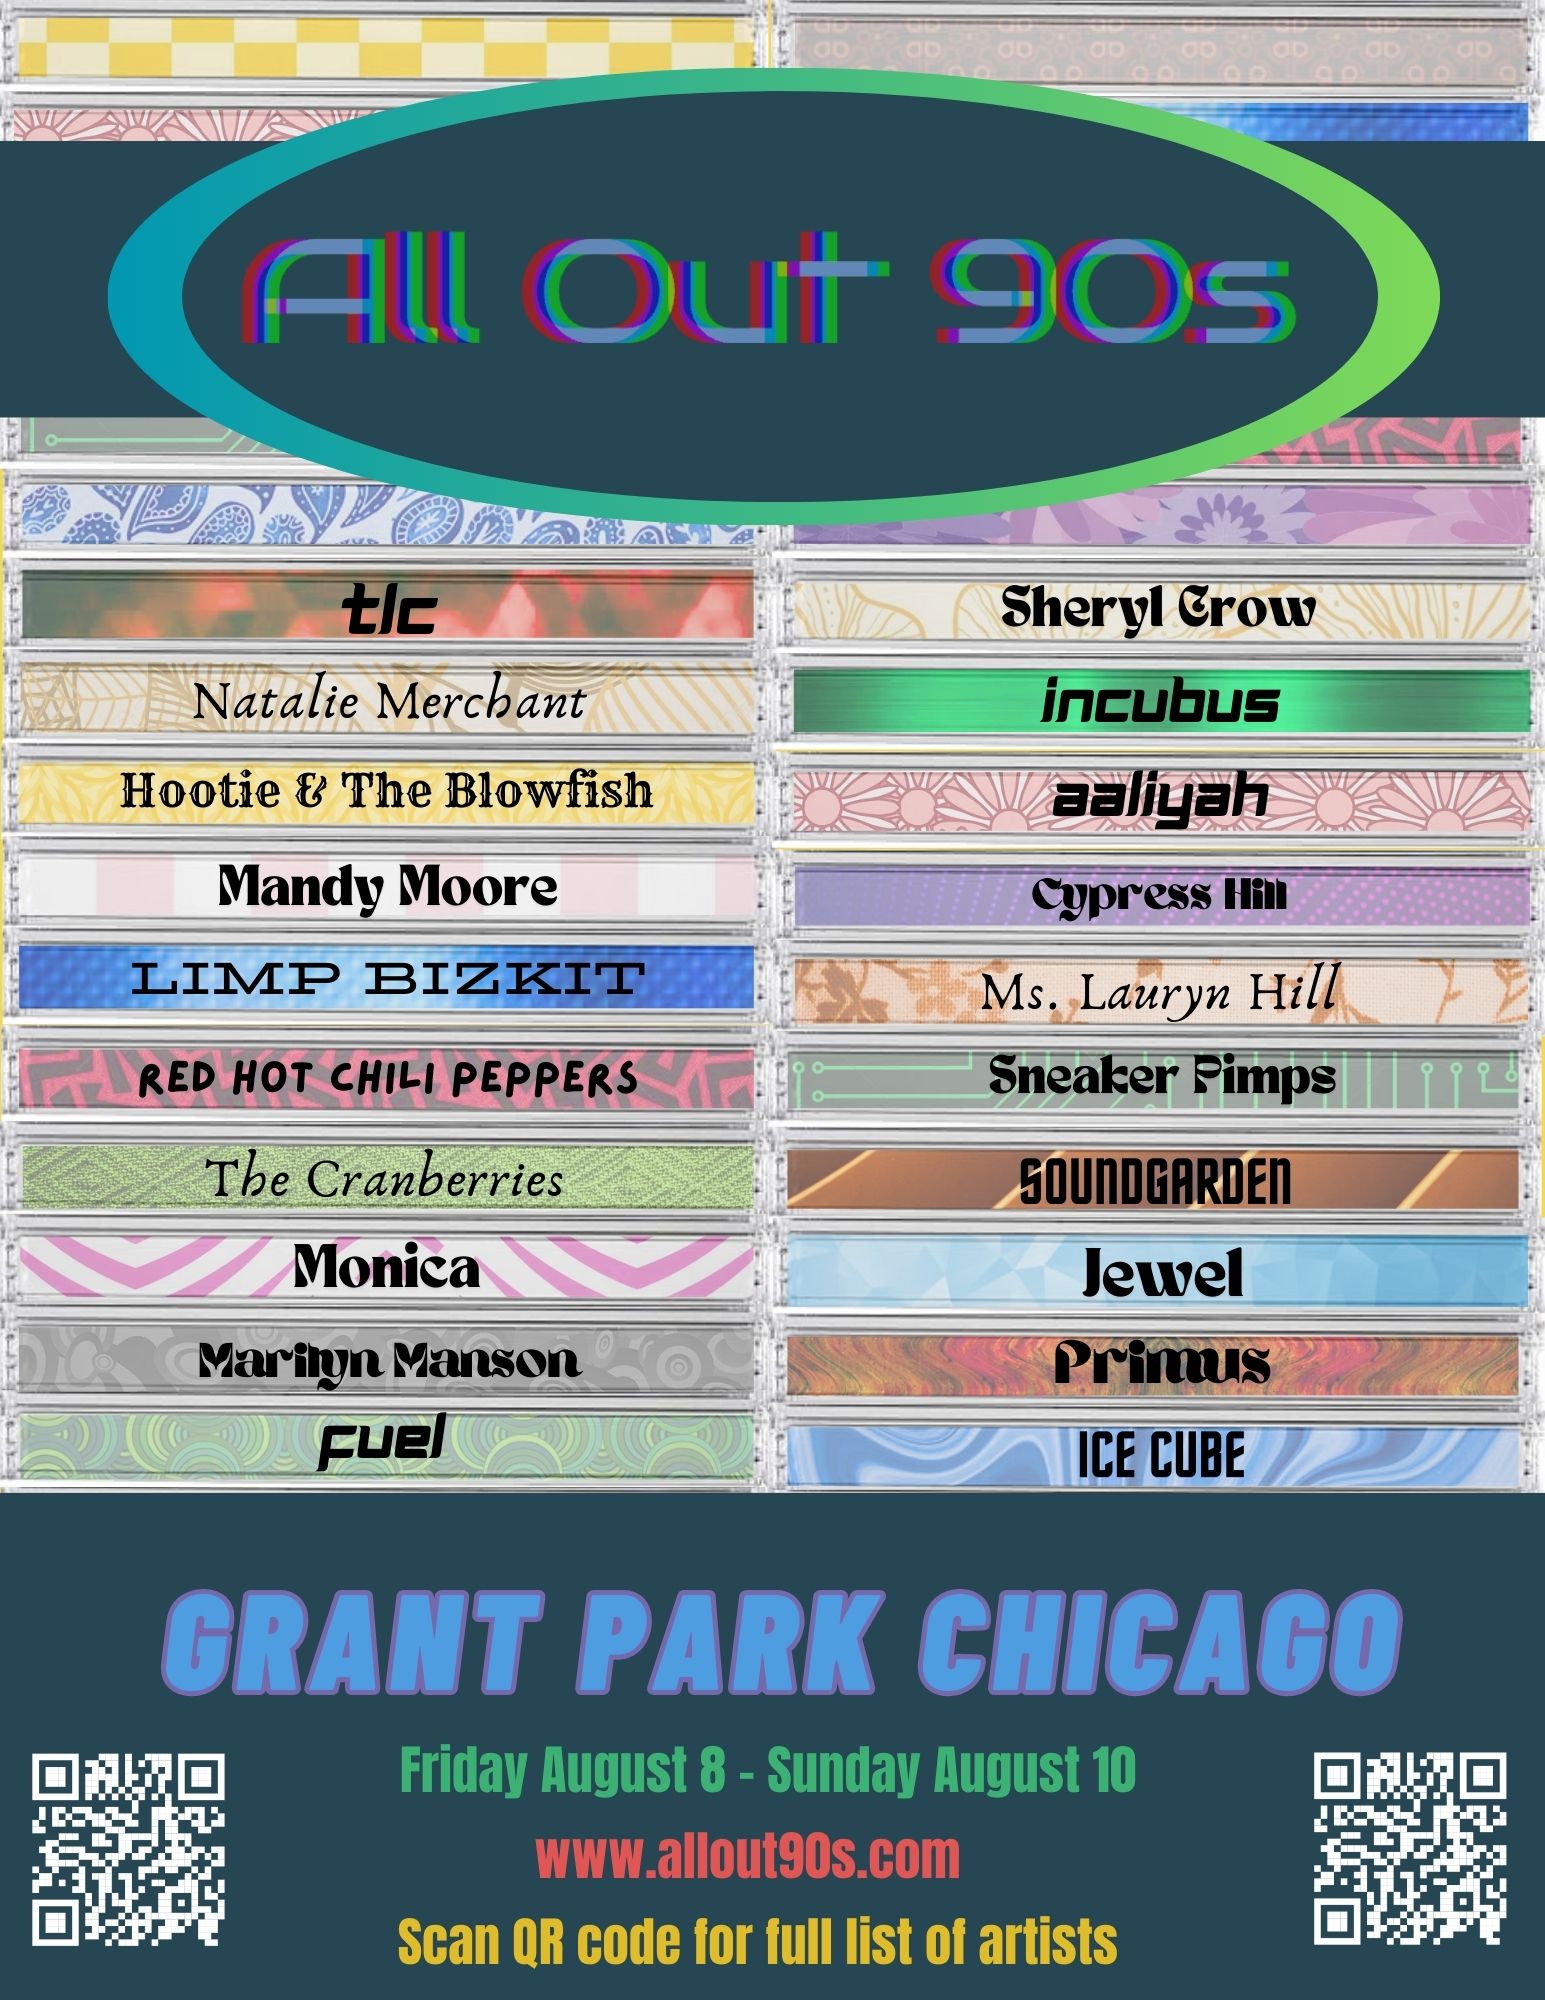 All Out 90s
tlc
Natalie Merchant
Hootie & The Blowfish
Mandy Moore
LIMP BIZKIT
RED HOT CHILI PEPPERS
The Cranberries
Monica
Marilyn Manson
fuel
Sheryl Crow
incubus
aaliyah
Cypress Hill
Ms. Lauryn Hill
Sneaker Pimps
SOUNDGARDEN
Jewel
Primus
ICE CUBE
GRANT PARK CHICAGO
Friday August 8 - Sunday August 10
www.allout90s.com
Scan QR code for full list of artists